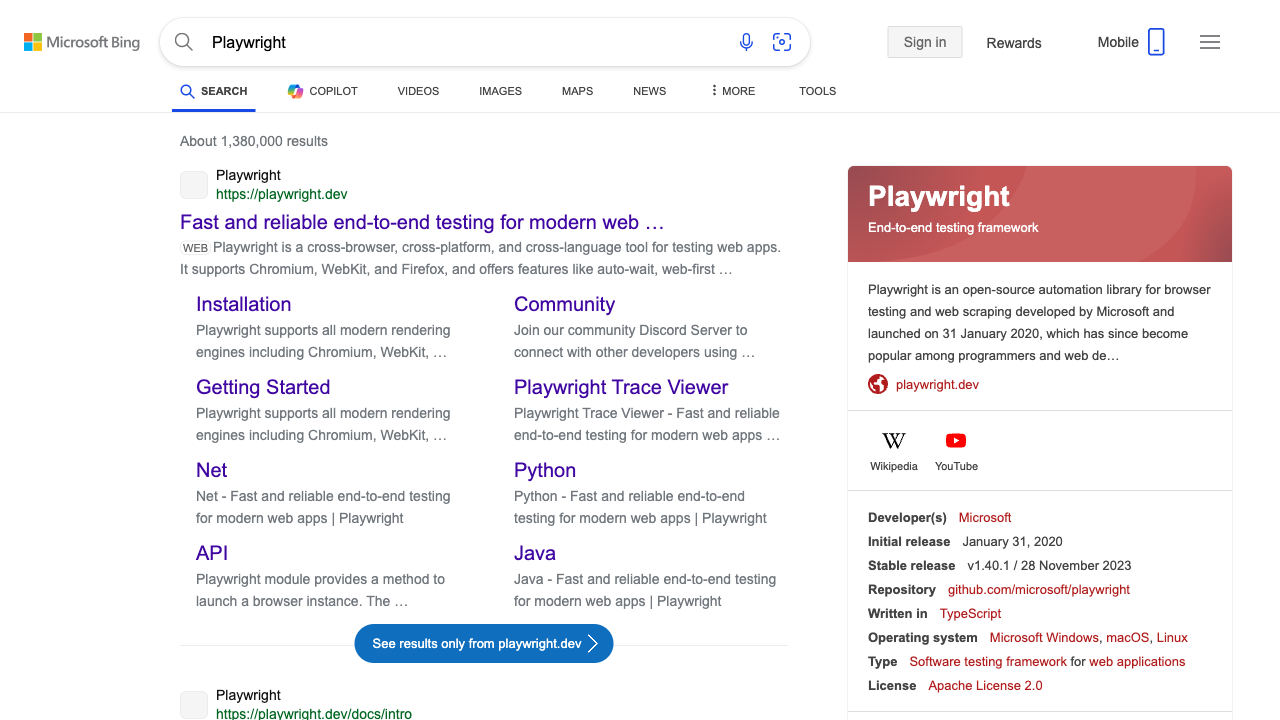 Microsoft Bing
Playwright
Sign in
Rewards
Mobile
SEARCH
COPILOT
VIDEOS
IMAGES
MAPS
NEWS
MORE
TOOLS
About 1,380,000 results
Playwright
https://playwright.dev
Fast and reliable end-to-end testing for modern web …
WEB Playwright is a cross-browser, cross-platform, and cross-language tool for testing web apps.
It supports Chromium, WebKit, and Firefox, and offers features like auto-wait, web-first …
Installation
Playwright supports all modern rendering
engines including Chromium, WebKit, …
Community
Join our community Discord Server to
connect with other developers using …
Getting Started
Playwright supports all modern rendering
engines including Chromium, WebKit, …
Playwright Trace Viewer
Playwright Trace Viewer - Fast and reliable
end-to-end testing for modern web apps …
Net
Net - Fast and reliable end-to-end testing
for modern web apps | Playwright
Python
Python - Fast and reliable end-to-end
testing for modern web apps | Playwright
API
Playwright module provides a method to
launch a browser instance. The …
Java
Java - Fast and reliable end-to-end testing
for modern web apps | Playwright
See results only from playwright.dev
Playwright
https://playwright.dev/docs/intro
Playwright
End-to-end testing framework
Playwright is an open-source automation library for browser
testing and web scraping developed by Microsoft and
launched on 31 January 2020, which has since become
popular among programmers and web de…
playwright.dev
Wikipedia
YouTube
Developer(s) Microsoft
Initial release January 31, 2020
Stable release v1.40.1 / 28 November 2023
Repository github.com/microsoft/playwright
Written in TypeScript
Operating system Microsoft Windows, macOS, Linux
Type Software testing framework for web applications
License Apache License 2.0